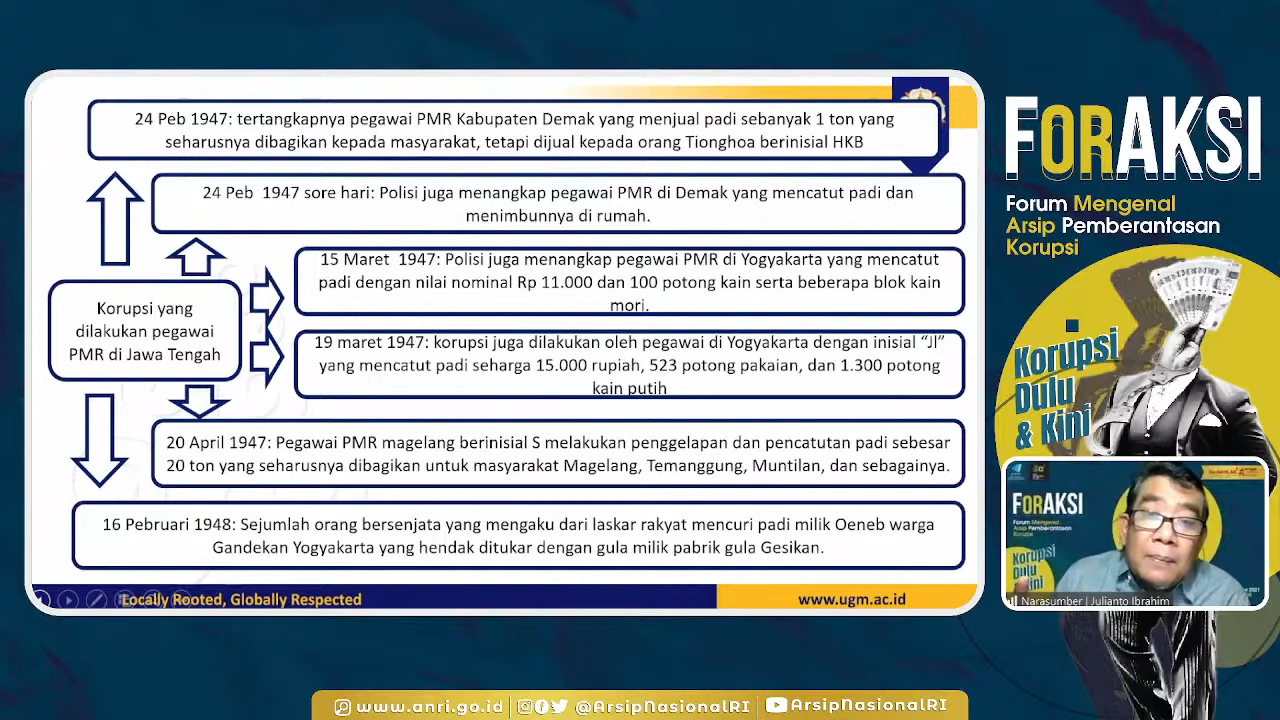 24 Peb 1947: tertangkapnya pegawai PMR Kabupaten Demak yang menjual padi sebanyak 1 ton yang
seharusnya dibagikan kepada masyarakat, tetapi dijual kepada orang Tionghoa berinisial HKB
24 Peb  1947 sore hari: Polisi juga menangkap pegawai PMR di Demak yang mencatut padi dan
menimbunnya di rumah.
15 Maret  1947: Polisi juga menangkap pegawai PMR di Yogyakarta yang mencatut
padi dengan nilai nominal Rp 11.000 dan 100 potong kain serta beberapa blok kain
mori.
Korupsi yang
dilakukan pegawai
PMR di Jawa Tengah
19 maret 1947: korupsi juga dilakukan oleh pegawai di Yogyakarta dengan inisial “JI”
yang mencatut padi seharga 15.000 rupiah, 523 potong pakaian, dan 1.300 potong
kain putih
20 April 1947: Pegawai PMR magelang berinisial S melakukan penggelapan dan pencatutan padi sebesar
20 ton yang seharusnya dibagikan untuk masyarakat Magelang, Temanggung, Muntilan, dan sebagainya.
16 Pebruari 1948: Sejumlah orang bersenjata yang mengaku dari laskar rakyat mencuri padi milik Oeneb warga
Gandekan Yogyakarta yang hendak ditukar dengan gula milik pabrik gula Gesikan.
Locally Rooted, Globally Respected
www.ugm.ac.id
FORAKSI
Forum Mengenal
Arsip Pemberantasan
Korupsi
Korupsi
Dulu
& Kini
FORAKSI
Forum Mengenal
Arsip Pemberantasan
Korupsi
Korupsi
Dulu
Kini
2021
Narasumber | Julianto Ibrahim
www.anri.go.id
@ArsipNasionalRI
ArsipNasionalRI